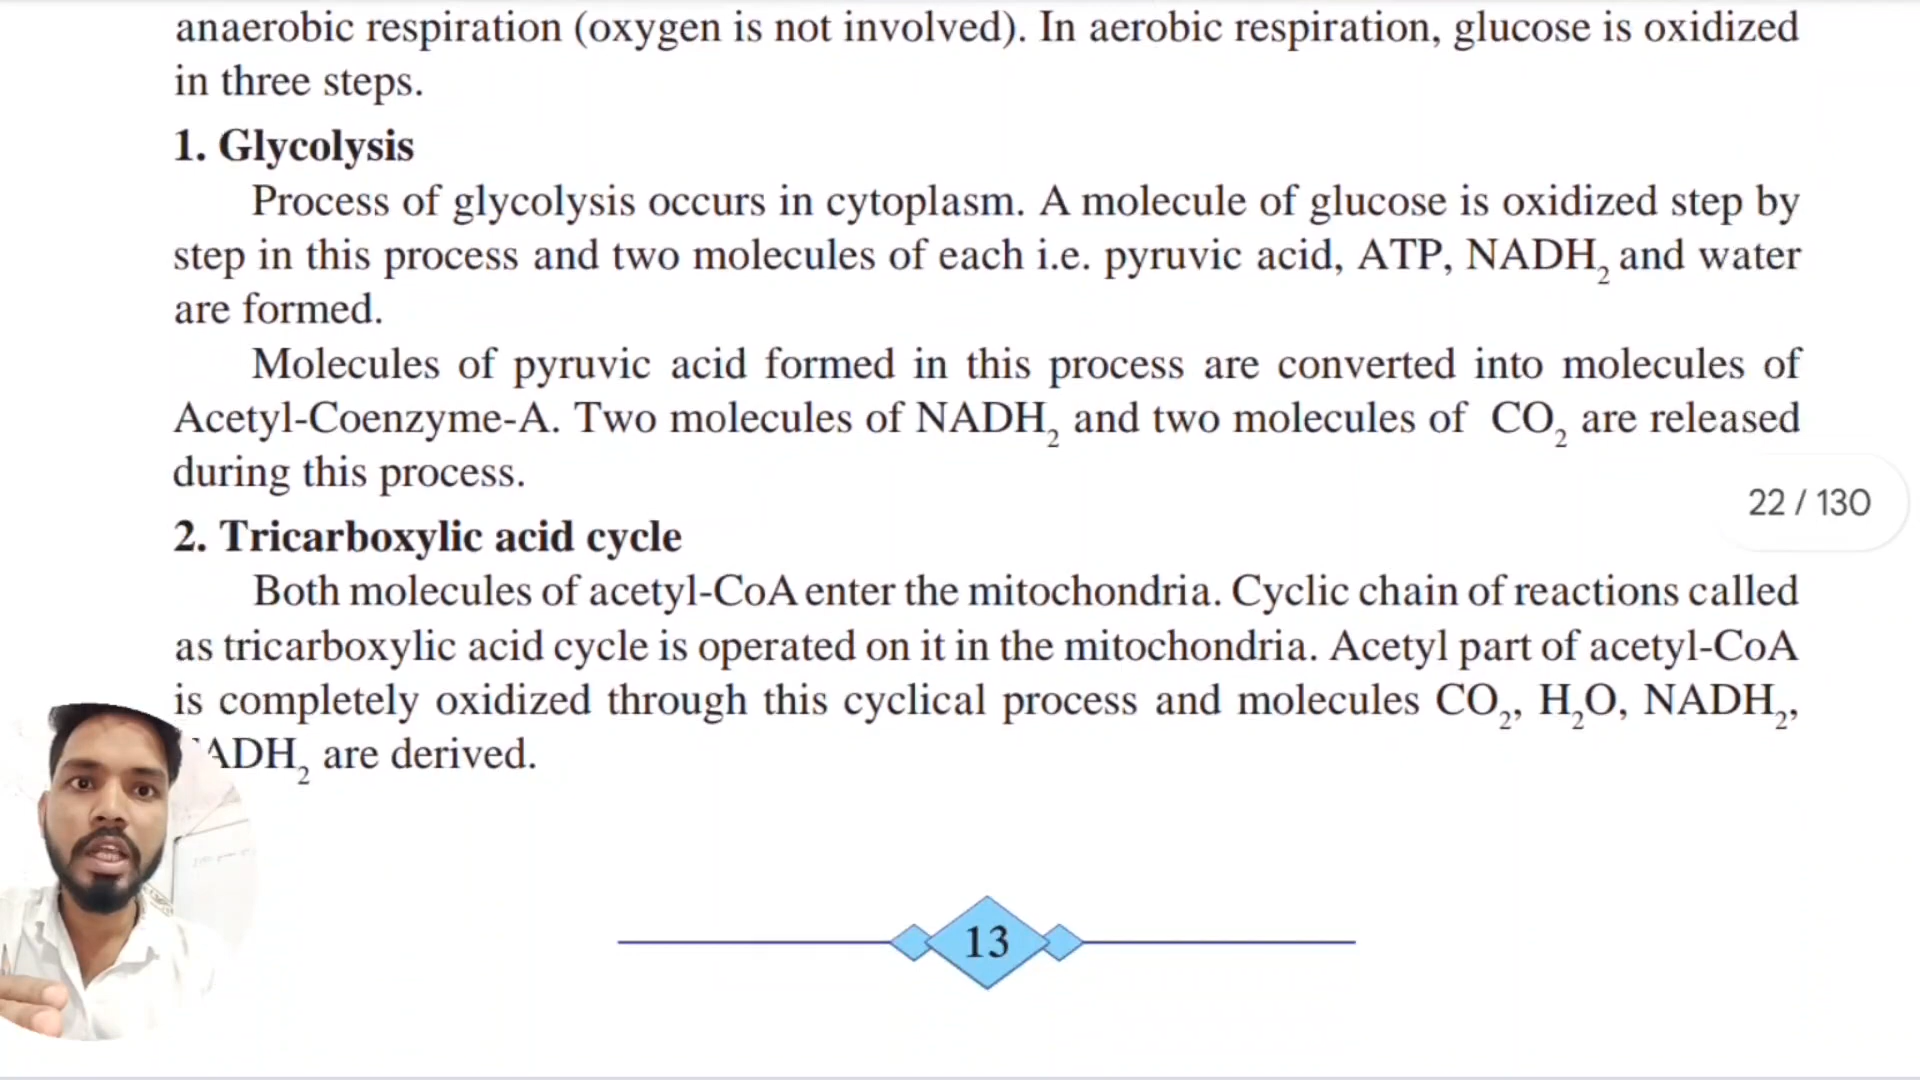 anaerobic respiration (oxygen is not involved). In aerobic respiration, glucose is oxidized
in three steps.
1. Glycolysis
Process of glycolysis occurs in cytoplasm. A molecule of glucose is oxidized step by
step in this process and two molecules of each i.e. pyruvic acid, ATP, NADH₂ and water
are formed.
Molecules of pyruvic acid formed in this process are converted into molecules of
Acetyl-Coenzyme-A. Two molecules of NADH₂ and two molecules of CO₂ are released
during this process.
22 / 130
2. Tricarboxylic acid cycle
Both molecules of acetyl-CoA enter the mitochondria. Cyclic chain of reactions called
as tricarboxylic acid cycle is operated on it in the mitochondria. Acetyl part of acetyl-CoA
is completely oxidized through this cyclical process and molecules CO₂, H₂O, NADH₂,
ADH₂ are derived.
13